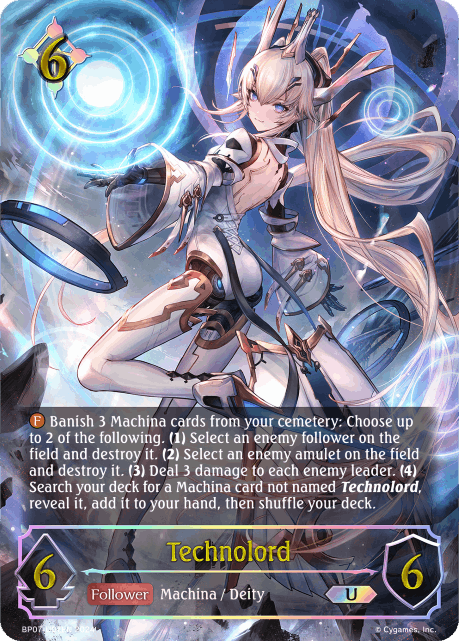 6
F Banish 3 Machina cards from your cemetery: Choose up
to 2 of the following. (1) Select an enemy follower on the
field and destroy it. (2) Select an enemy amulet on the field
and destroy it. (3) Deal 3 damage to each enemy leader. (4)
Search your deck for a Machina card not named Technolord,
reveal it, add it to your hand, then shuffle your deck.
Technolord
6
Follower Machina / Deity
U
6
© Cygames, Inc.